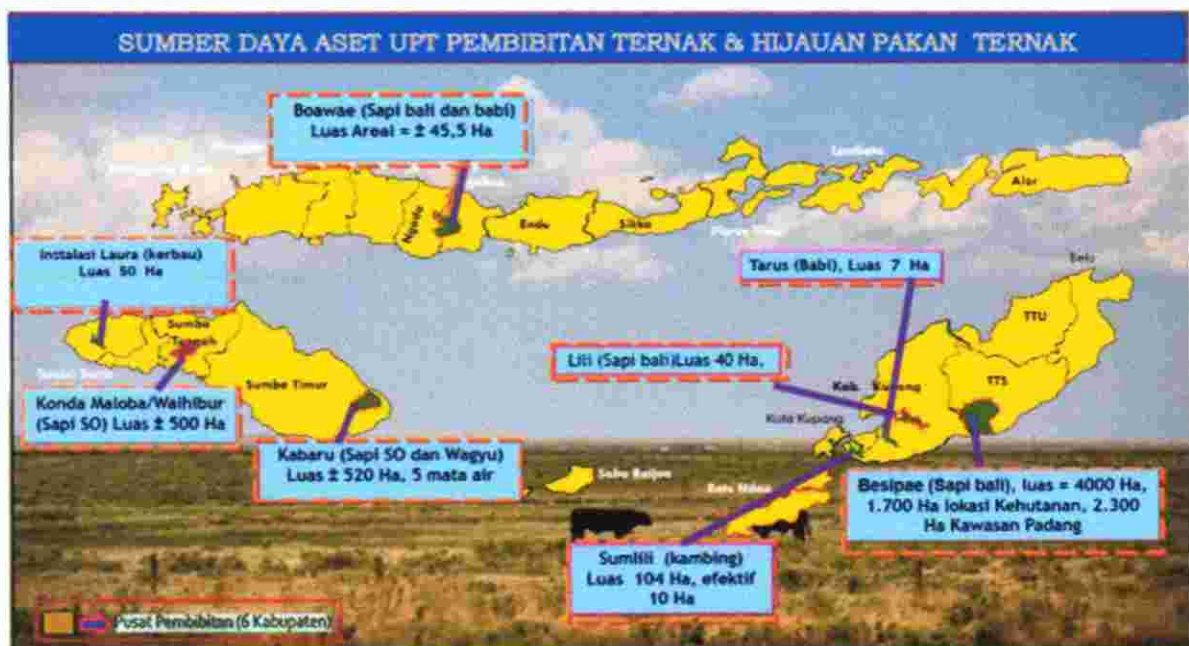 SUMBER DAYA ASET UPT PEMBIBITAN TERNAK & HIJAUAN PAKAN TERNAK
Boawae (Sapi bali dan babi)
Luas Areal = ± 45,5 Ha
Lembata
Alor
Ngada
Ende
Sikka
Instalasi Laura (kerbau)
Luas 50 Ha
Tarus (Babi), Luas 7 Ha
Belu
TTU
Sumba
Tengah
Lili (Sapi bali)Luas 40 Ha,
Sumba Timur
Kab. Kupang
TTS
Konda Maloba/Waihibur
(Sapi SO) Luas ± 500 Ha
Kota Kupang
Kabaru (Sapi SO dan Wagyu)
Luas ± 520 Ha, 5 mata air
Sabu Raijua
Rote Ndao
Besipae (Sapi bali), luas = 4000 Ha,
1.700 Ha lokasi Kehutanan, 2.300
Ha Kawasan Padang
Sumlili (kambing)
Luas 104 Ha, efektif
10 Ha
Pusat Pembibitan (6 Kabupaten)